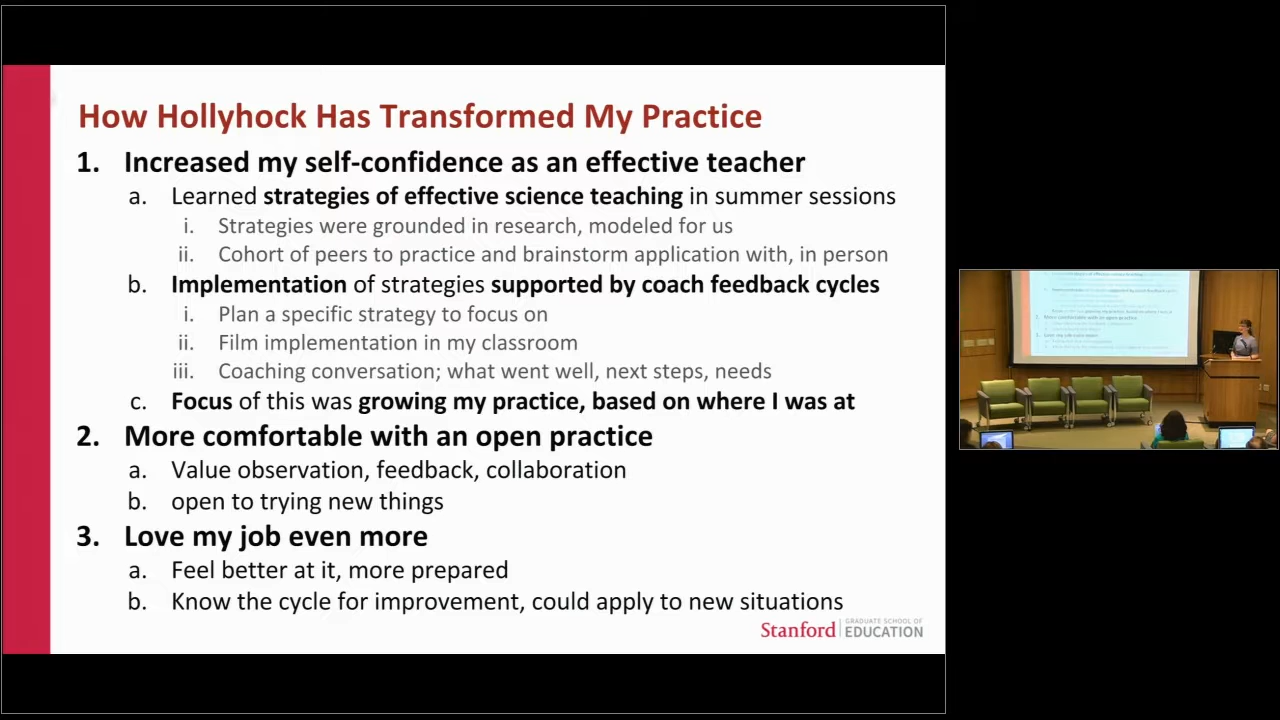 How Hollyhock Has Transformed My Practice
1. Increased my self-confidence as an effective teacher
a. Learned strategies of effective science teaching in summer sessions
i. Strategies were grounded in research, modeled for us
ii. Cohort of peers to practice and brainstorm application with, in person
b. Implementation of strategies supported by coach feedback cycles
i. Plan a specific strategy to focus on
ii. Film implementation in my classroom
iii. Coaching conversation; what went well, next steps, needs
c. Focus of this was growing my practice, based on where I was at
2. More comfortable with an open practice
a. Value observation, feedback, collaboration
b. open to trying new things
3. Love my job even more
a. Feel better at it, more prepared
b. Know the cycle for improvement, could apply to new situations
Stanford GRADUATE SCHOOL OF EDUCATION